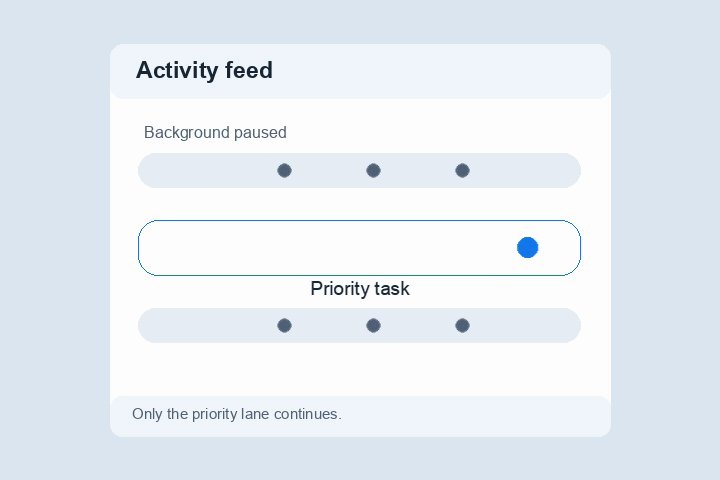 Activity feed
Background paused
Priority task
Only the priority lane continues.